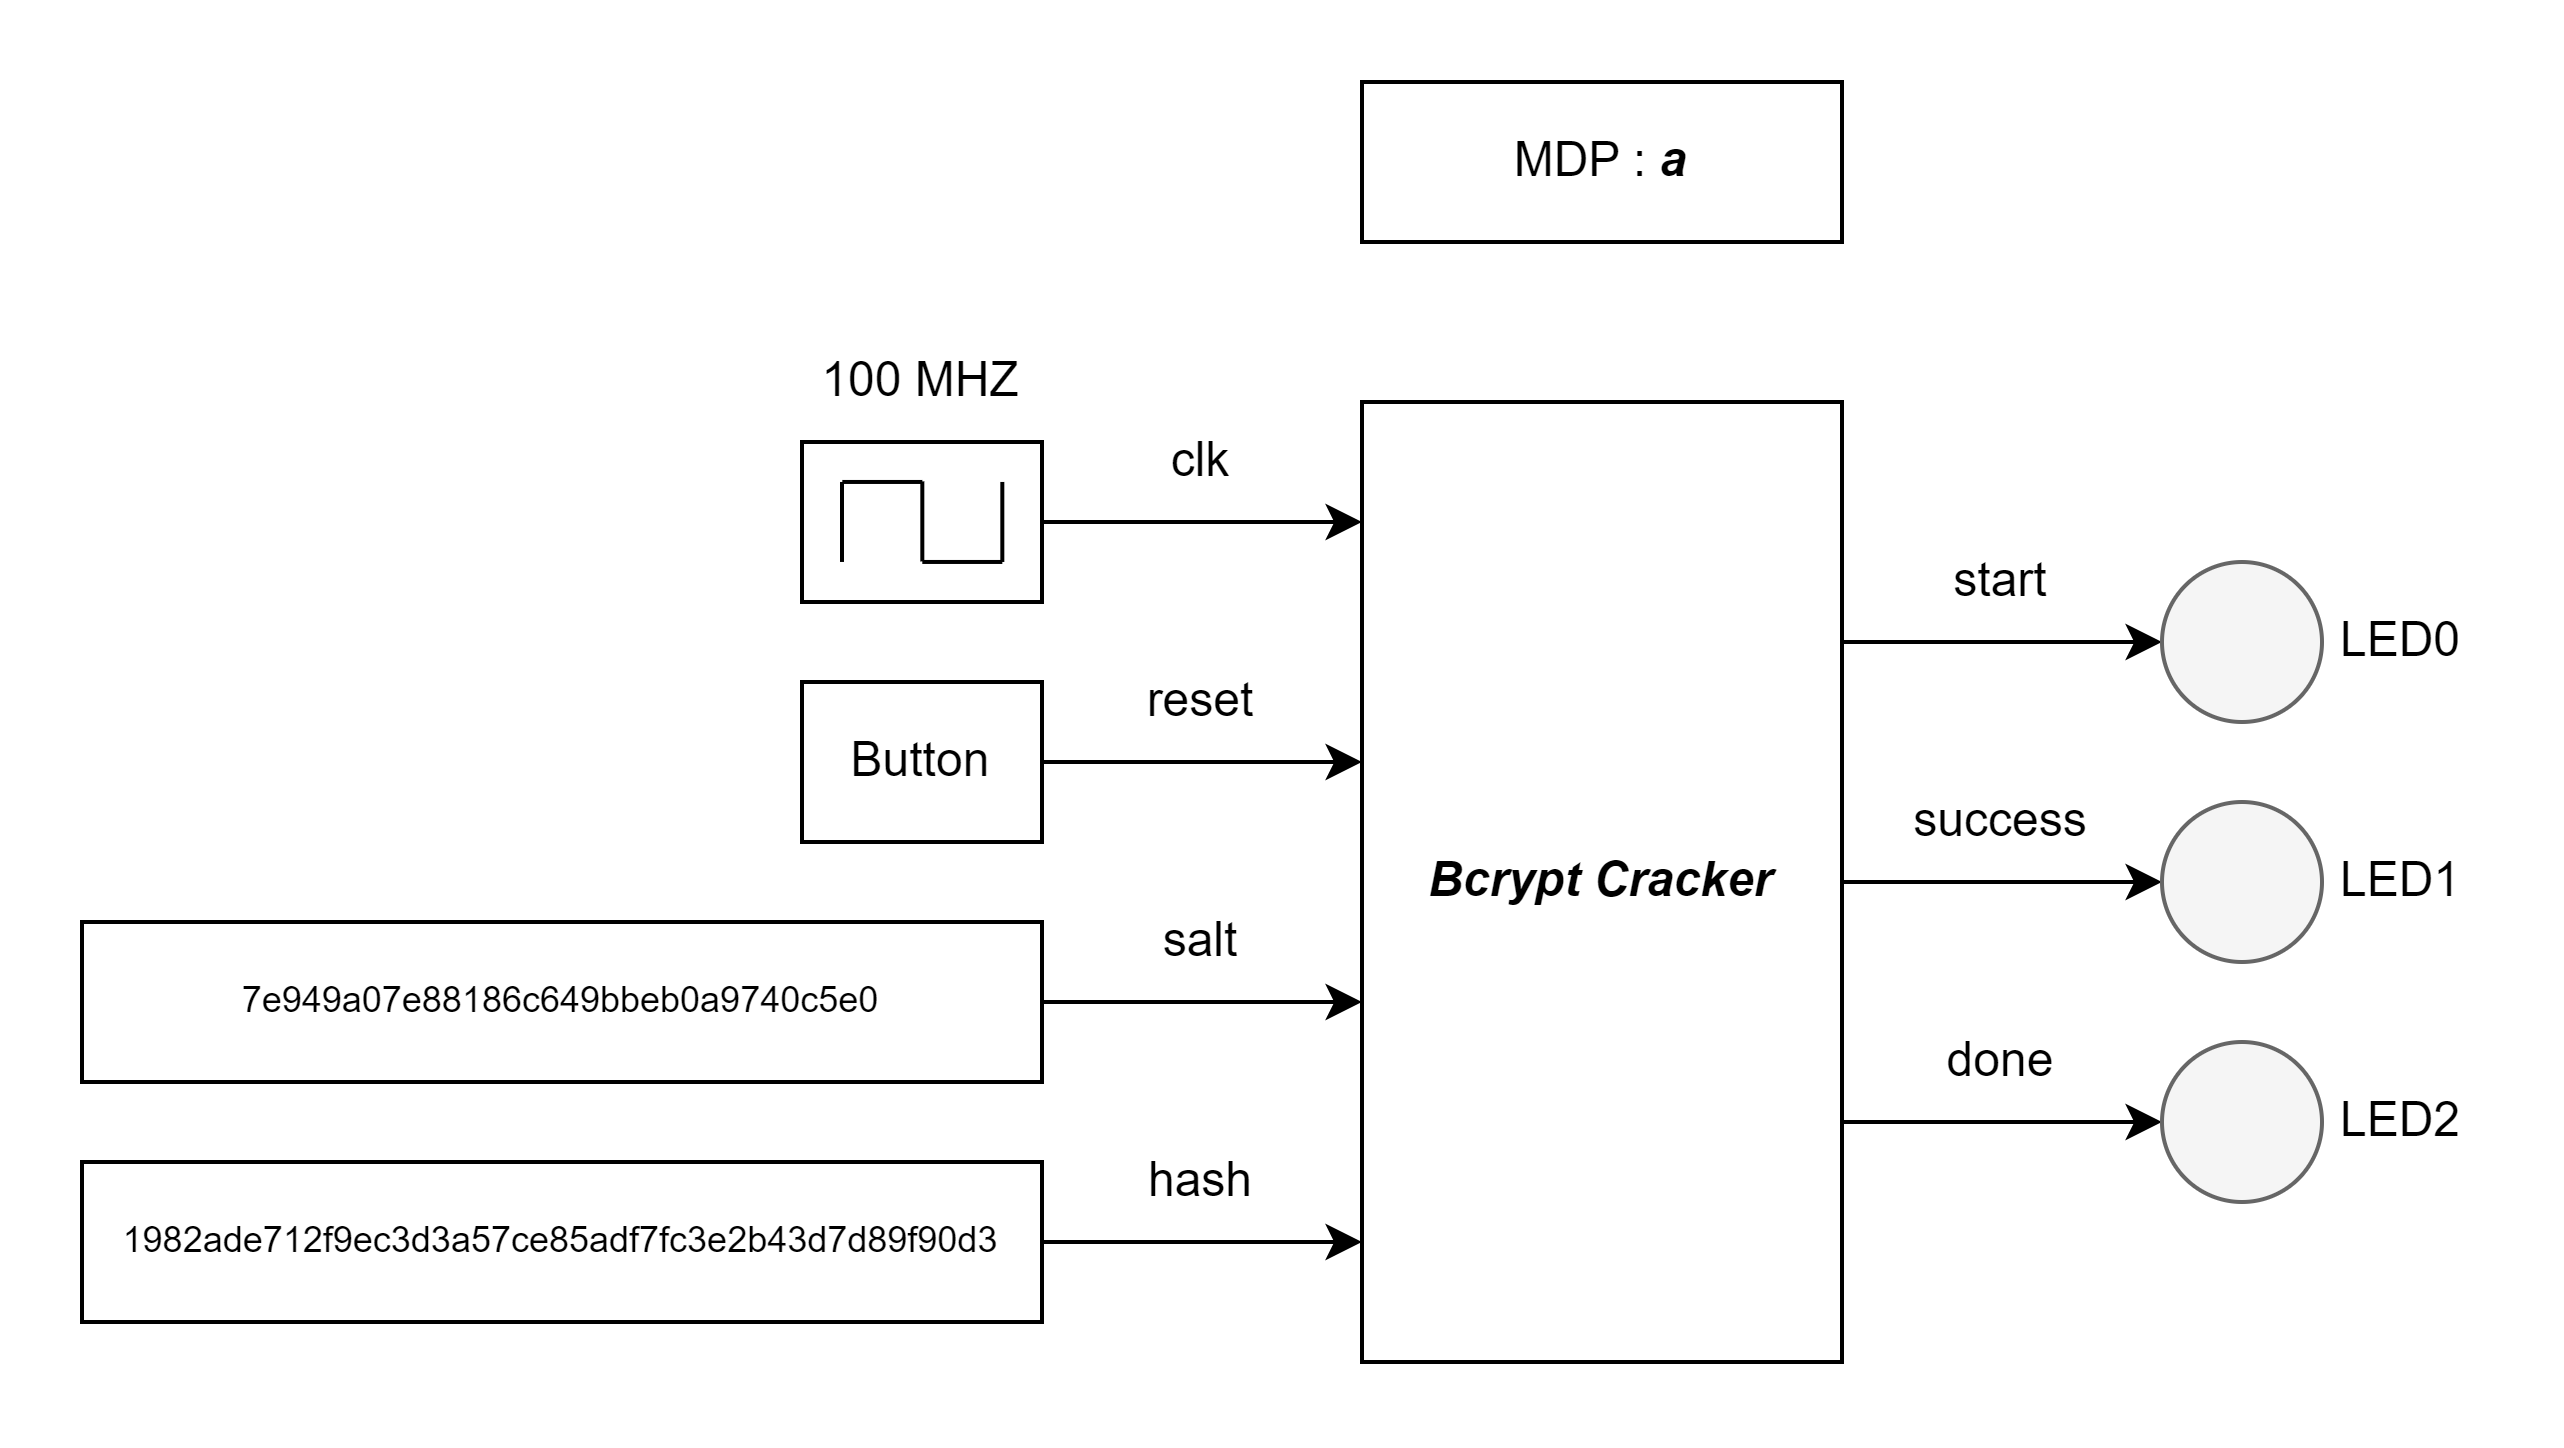 MDP : a
100 MHZ
clk
Button
reset
7e949a07e88186c649bbeb0a9740c5e0
salt
1982ade712f9ec3d3a57ce85adf7fc3e2b43d7d89f90d3
hash
Bcrypt Cracker
start
LED0
success
LED1
done
LED2